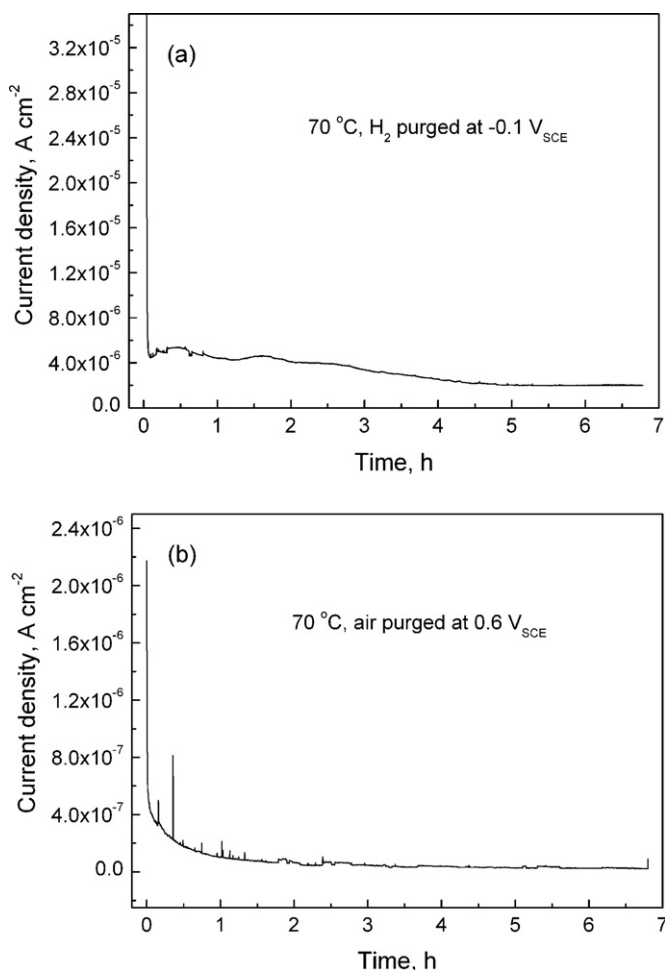 (a)
70 °C, H₂ purged at -0.1 V_SCE
Current density, A cm⁻²
3.2x10⁻⁵
2.8x10⁻⁵
2.4x10⁻⁵
2.0x10⁻⁵
1.6x10⁻⁵
1.2x10⁻⁵
8.0x10⁻⁶
4.0x10⁻⁶
0.0
0 1 2 3 4 5 6 7
Time, h
(b)
70 °C, air purged at 0.6 V_SCE
Current density, A cm⁻²
2.4x10⁻⁶
2.0x10⁻⁶
1.6x10⁻⁶
1.2x10⁻⁶
8.0x10⁻⁷
4.0x10⁻⁷
0.0
0 1 2 3 4 5 6 7
Time, h